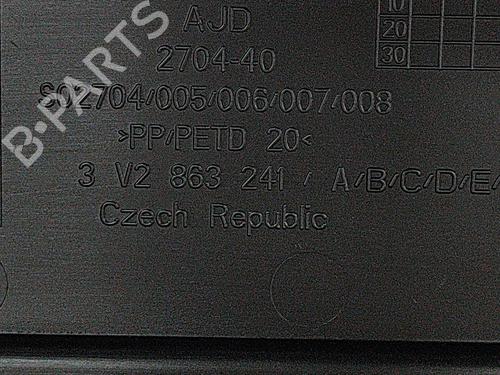 10
20
30
AJD
2704-40
S02704/005/006/007/008
>PP/PETD 20<
3 V2 863 241 / A/B/C/D/E/
Czech Republic
B-PARTS